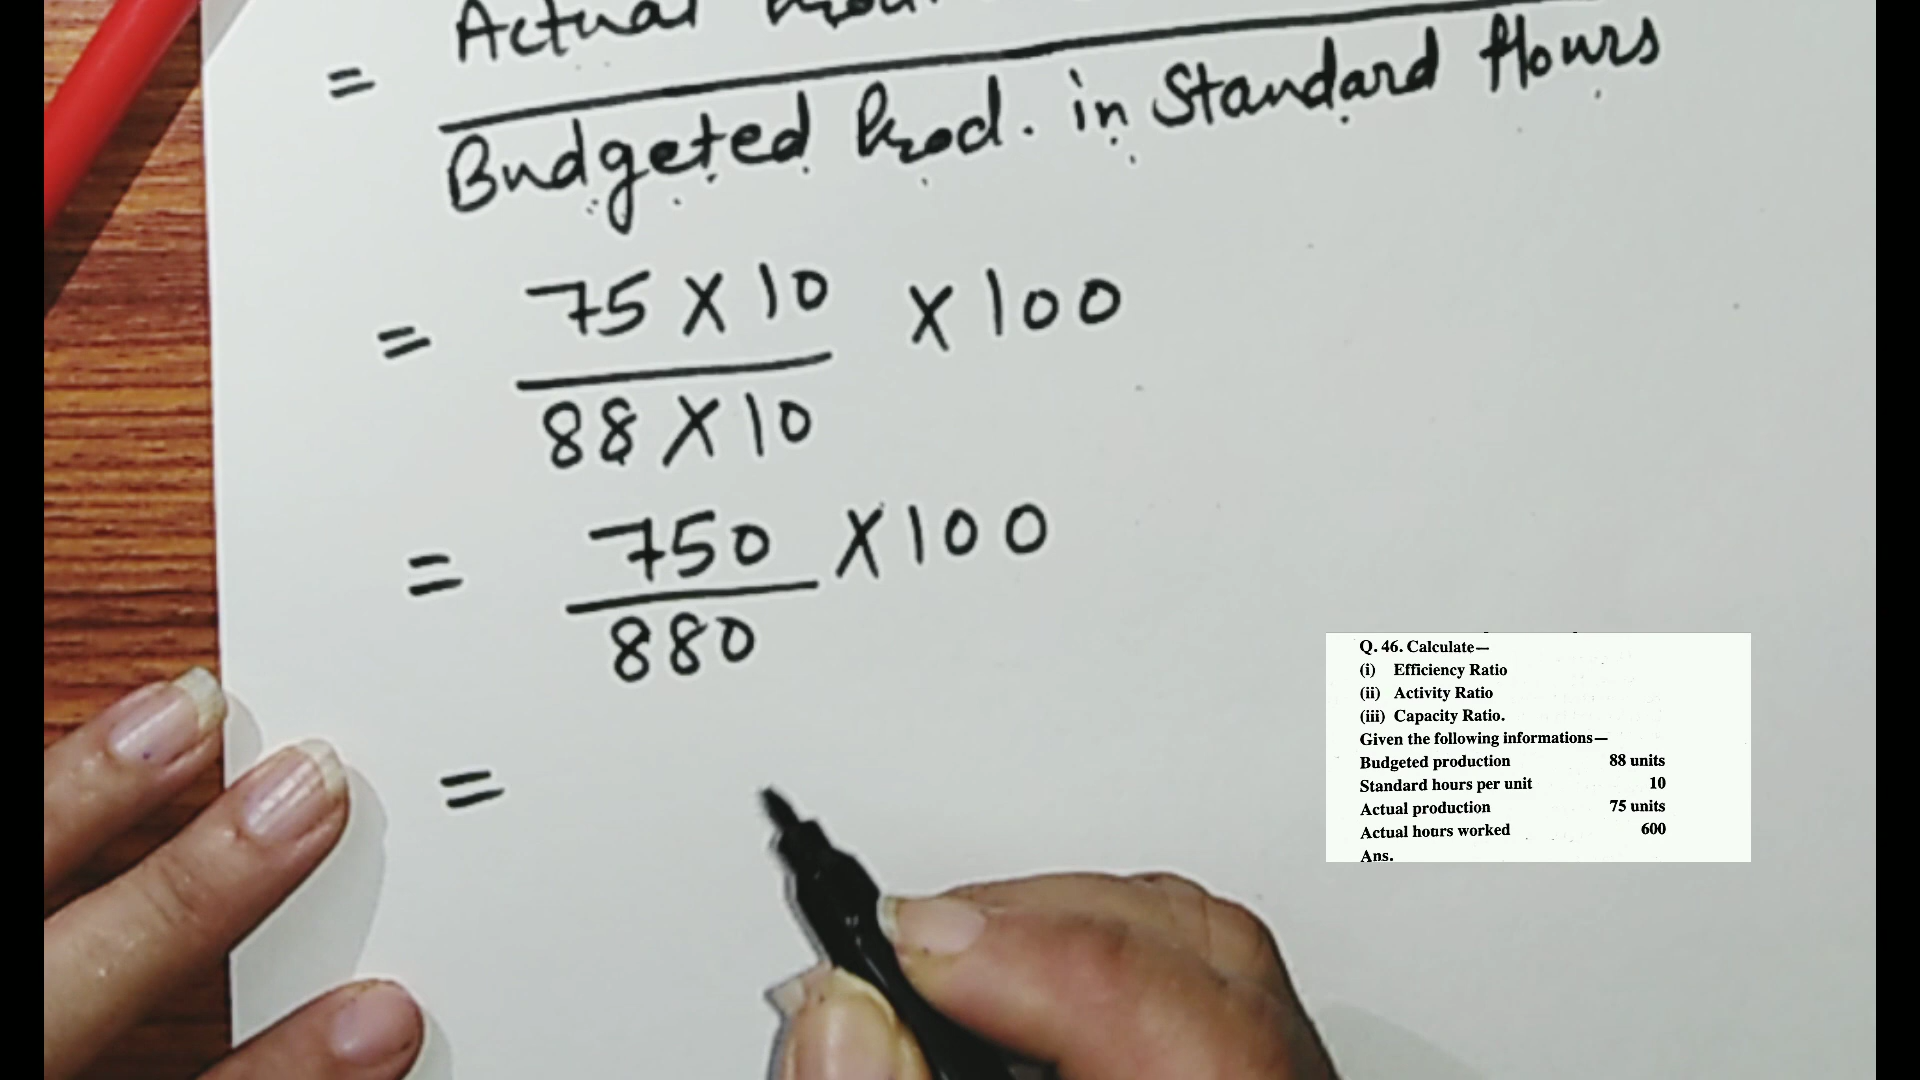 = Actual
Budgeted Prod. in Standard Hours
= 75 X 10 X 100
88 X 10
= 750 X 100
880
=
Q. 46. Calculate—
(i) Efficiency Ratio
(ii) Activity Ratio
(iii) Capacity Ratio.
Given the following informations—
Budgeted production 88 units
Standard hours per unit 10
Actual production 75 units
Actual hours worked 600
Ans.